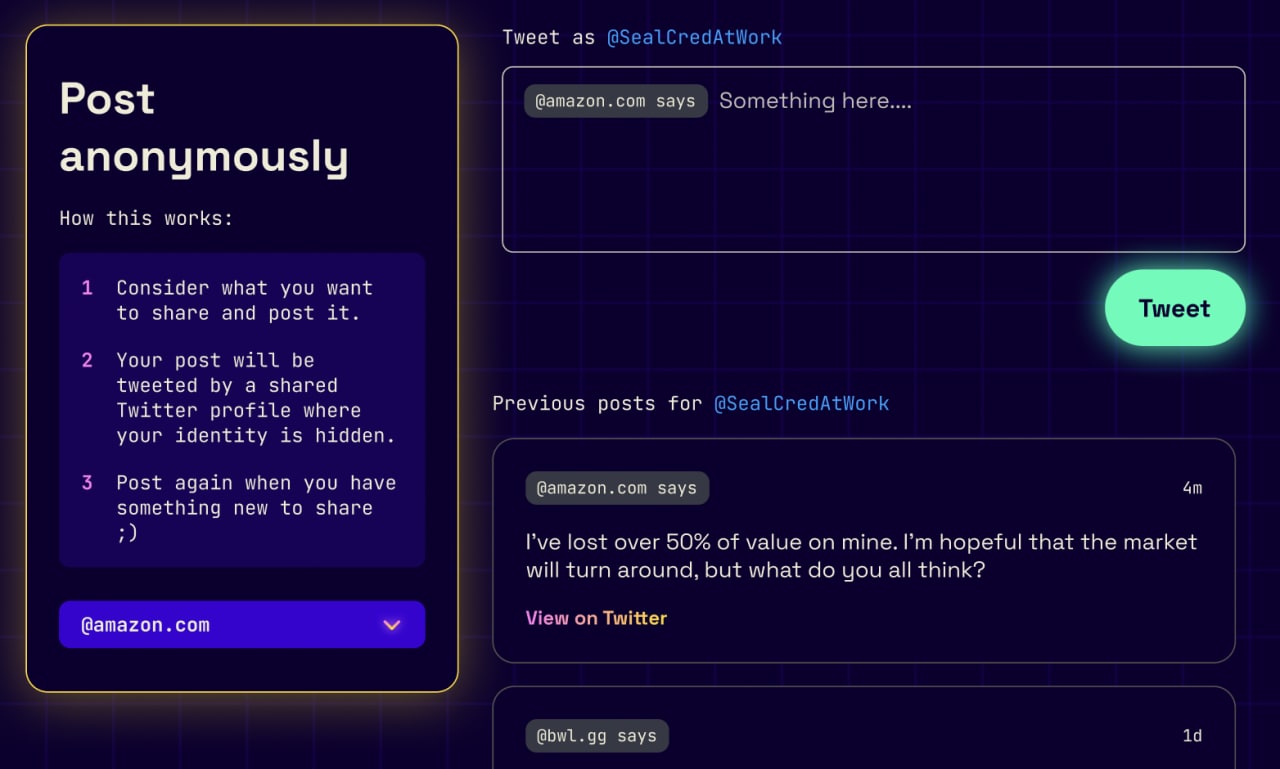 Post
anonymously
How this works:
1 Consider what you want
to share and post it.
2 Your post will be
tweeted by a shared
Twitter profile where
your identity is hidden.
3 Post again when you have
something new to share
;)
@amazon.com
Tweet as @SealCredAtWork
@amazon.com says Something here....
Tweet
Previous posts for @SealCredAtWork
@amazon.com says 4m
I've lost over 50% of value on mine. I'm hopeful that the market
will turn around, but what do you all think?
View on Twitter
@bwl.gg says 1d